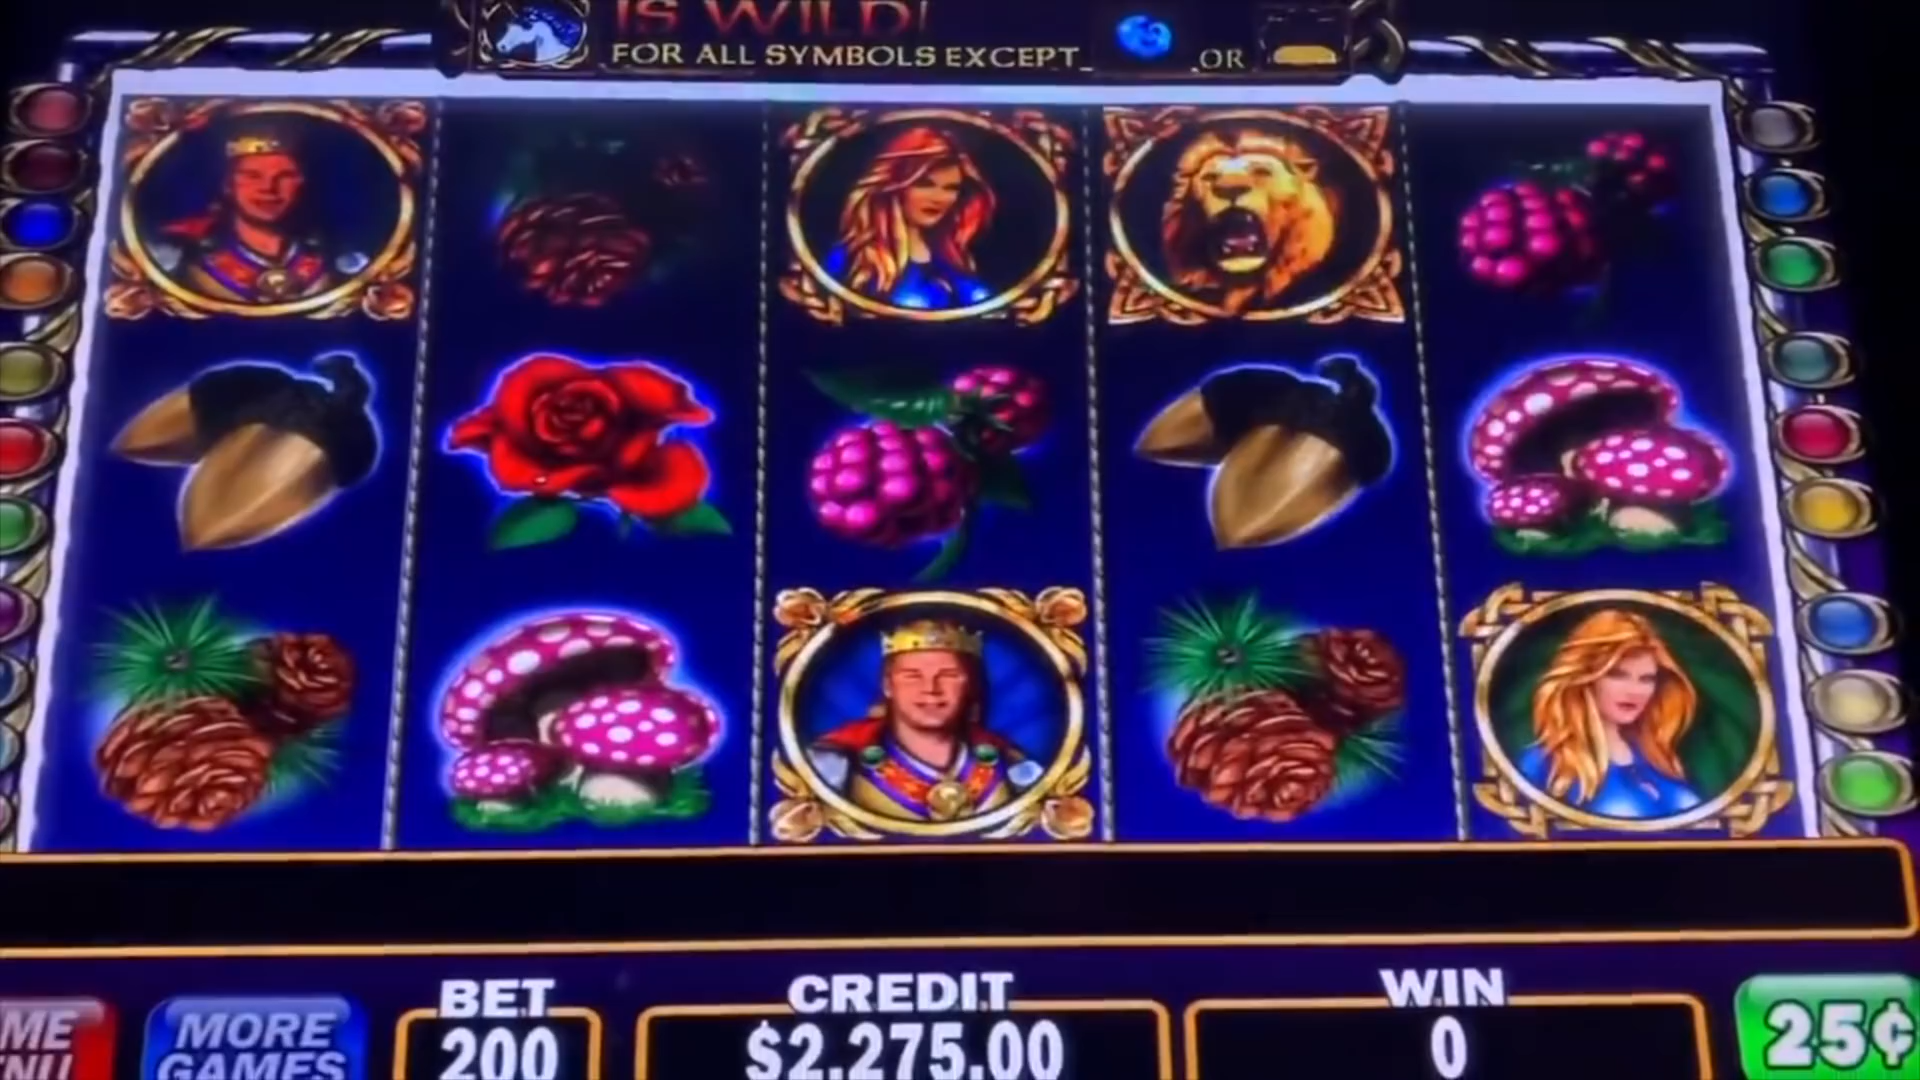 IS WILD!
FOR ALL SYMBOLS EXCEPT
OR
BET
CREDIT
WIN
MORE
GAMES
200
$2,275.00
0
25¢